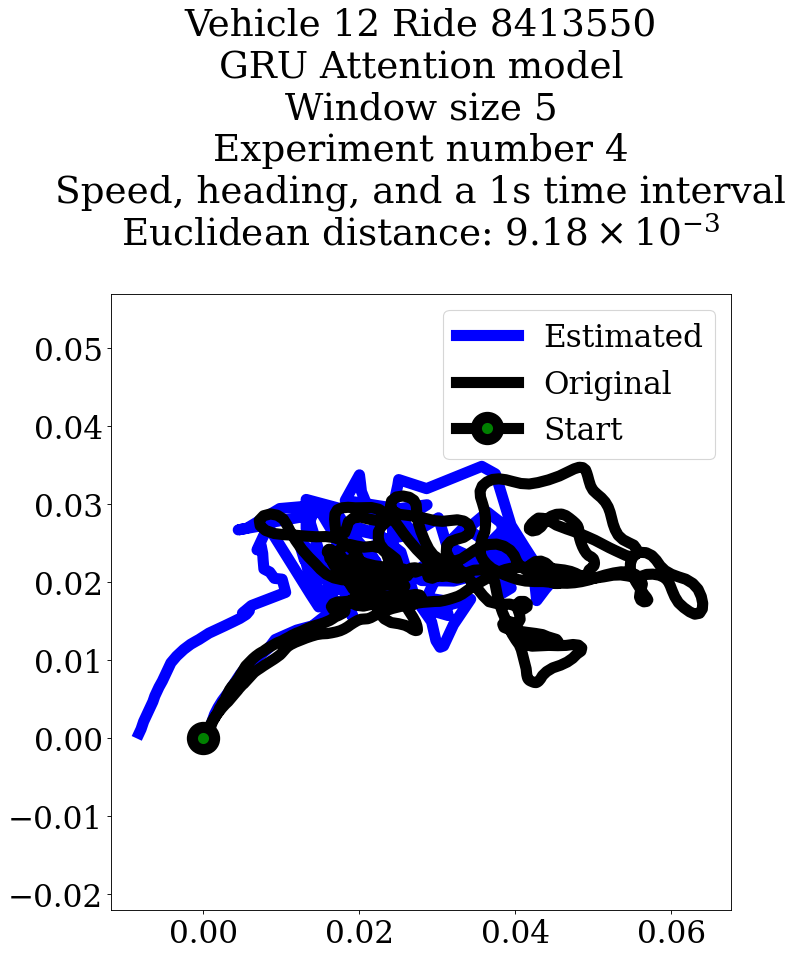 Vehicle 12 Ride 8413550
GRU Attention model
Window size 5
Experiment number 4
Speed, heading, and a 1s time interval
Euclidean distance: 9.18 × 10⁻³
Estimated
Original
Start
0.05
0.04
0.03
0.02
0.01
0.00
−0.01
−0.02
0.00 0.02 0.04 0.06